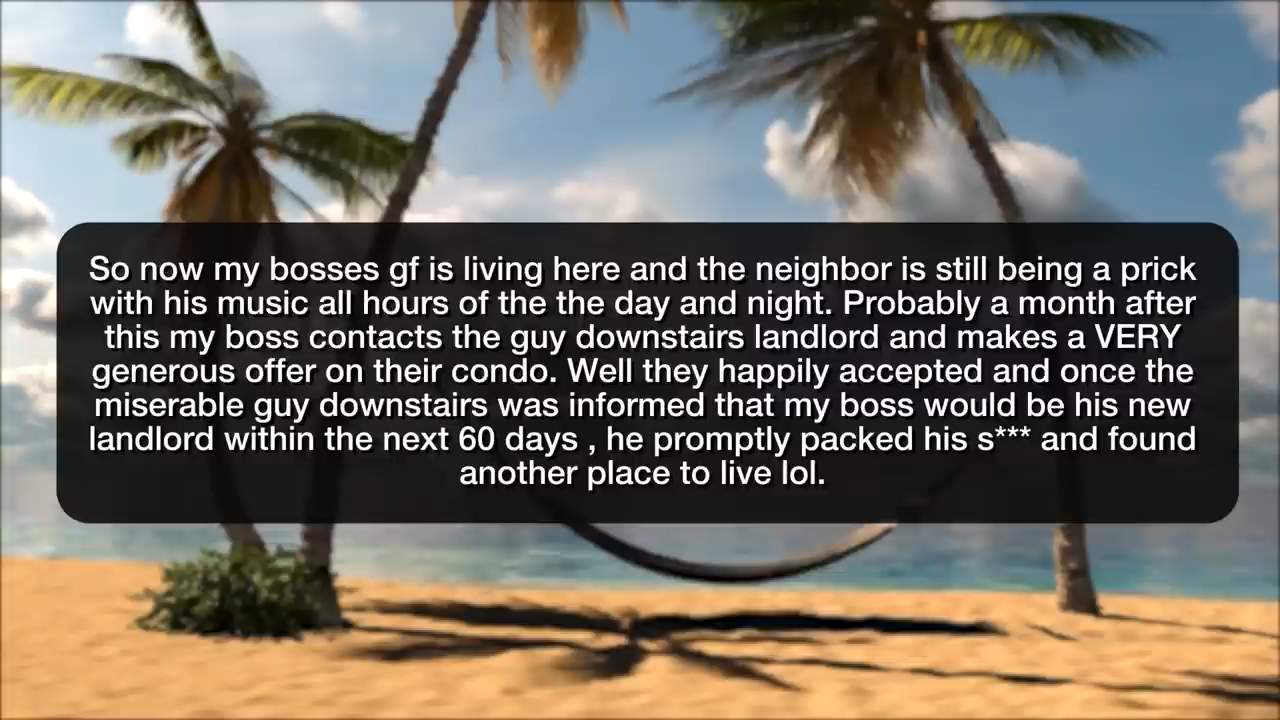 So now my bosses gf is living here and the neighbor is still being a prick
with his music all hours of the the day and night. Probably a month after
this my boss contacts the guy downstairs landlord and makes a VERY
generous offer on their condo. Well they happily accepted and once the
miserable guy downstairs was informed that my boss would be his new
landlord within the next 60 days , he promptly packed his s*** and found
another place to live lol.